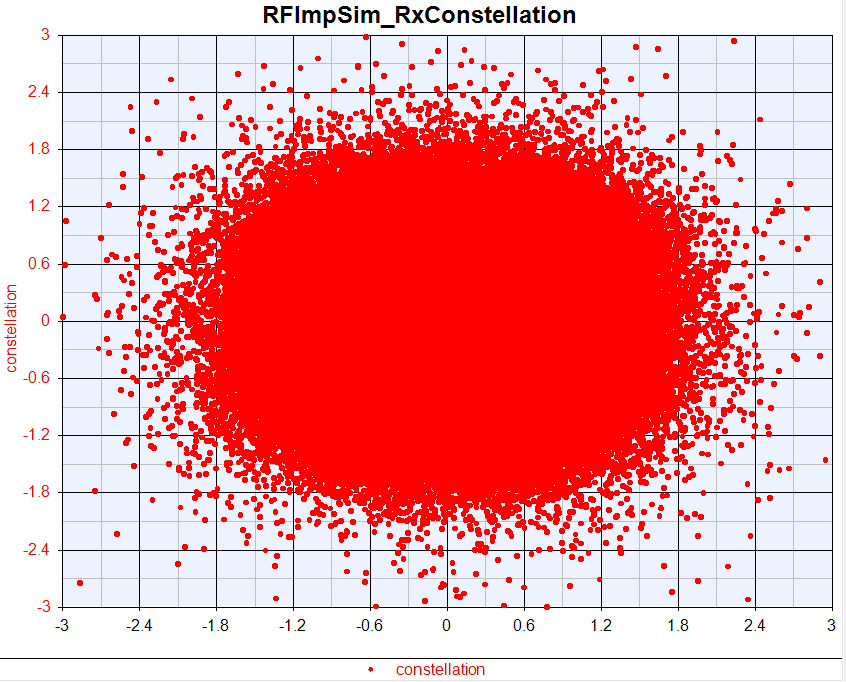 RFImpSim_RxConstellation
3
2.4
1.8
1.2
0.6
0
-0.6
-1.2
-1.8
-2.4
-3
constellation
-3 -2.4 -1.8 -1.2 -0.6 0 0.6 1.2 1.8 2.4 3
constellation